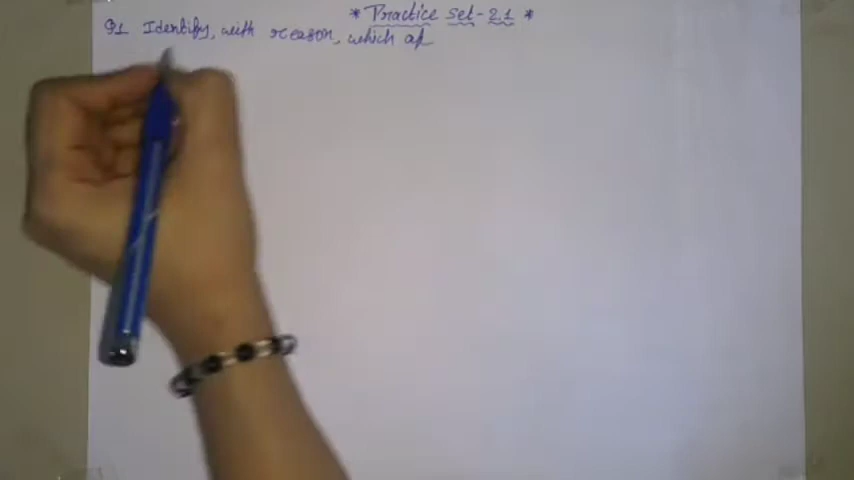 * Practice Set - 2.1 *
Q1 Identify, with reason, which of